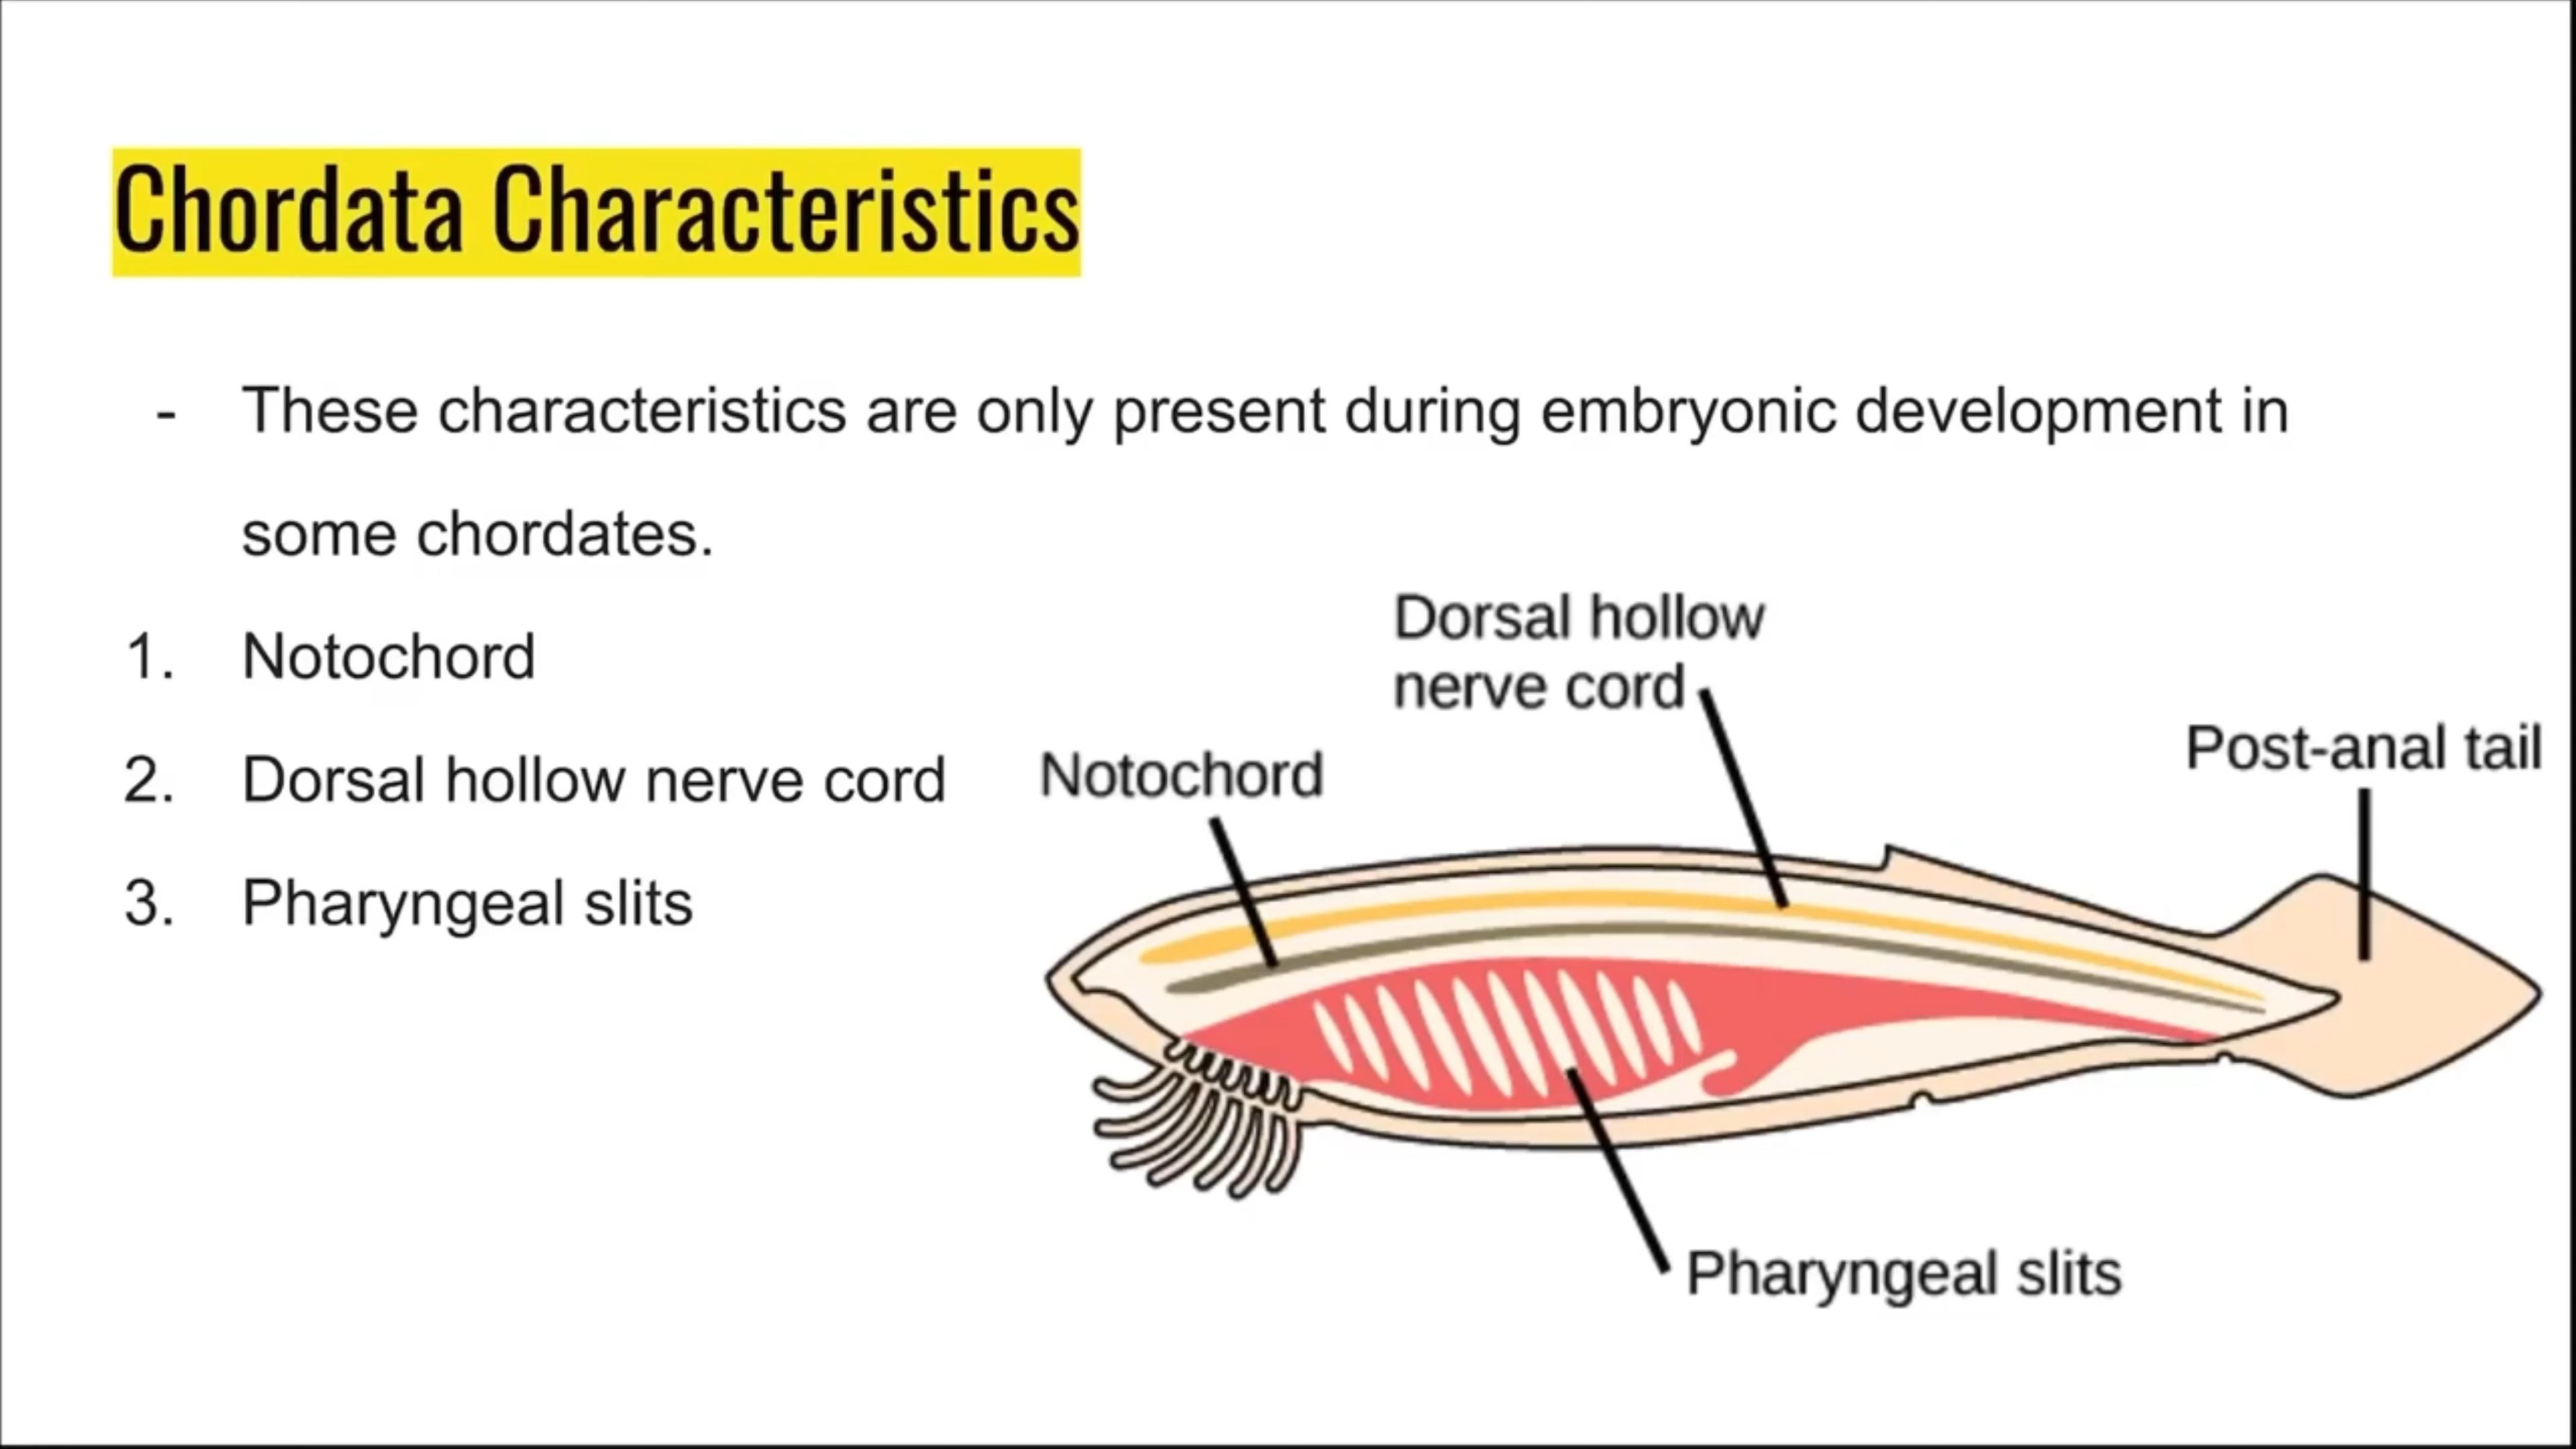 Chordata Characteristics
- These characteristics are only present during embryonic development in
some chordates.
1. Notochord
2. Dorsal hollow nerve cord
3. Pharyngeal slits
Dorsal hollow
nerve cord
Notochord
Post-anal tail
Pharyngeal slits